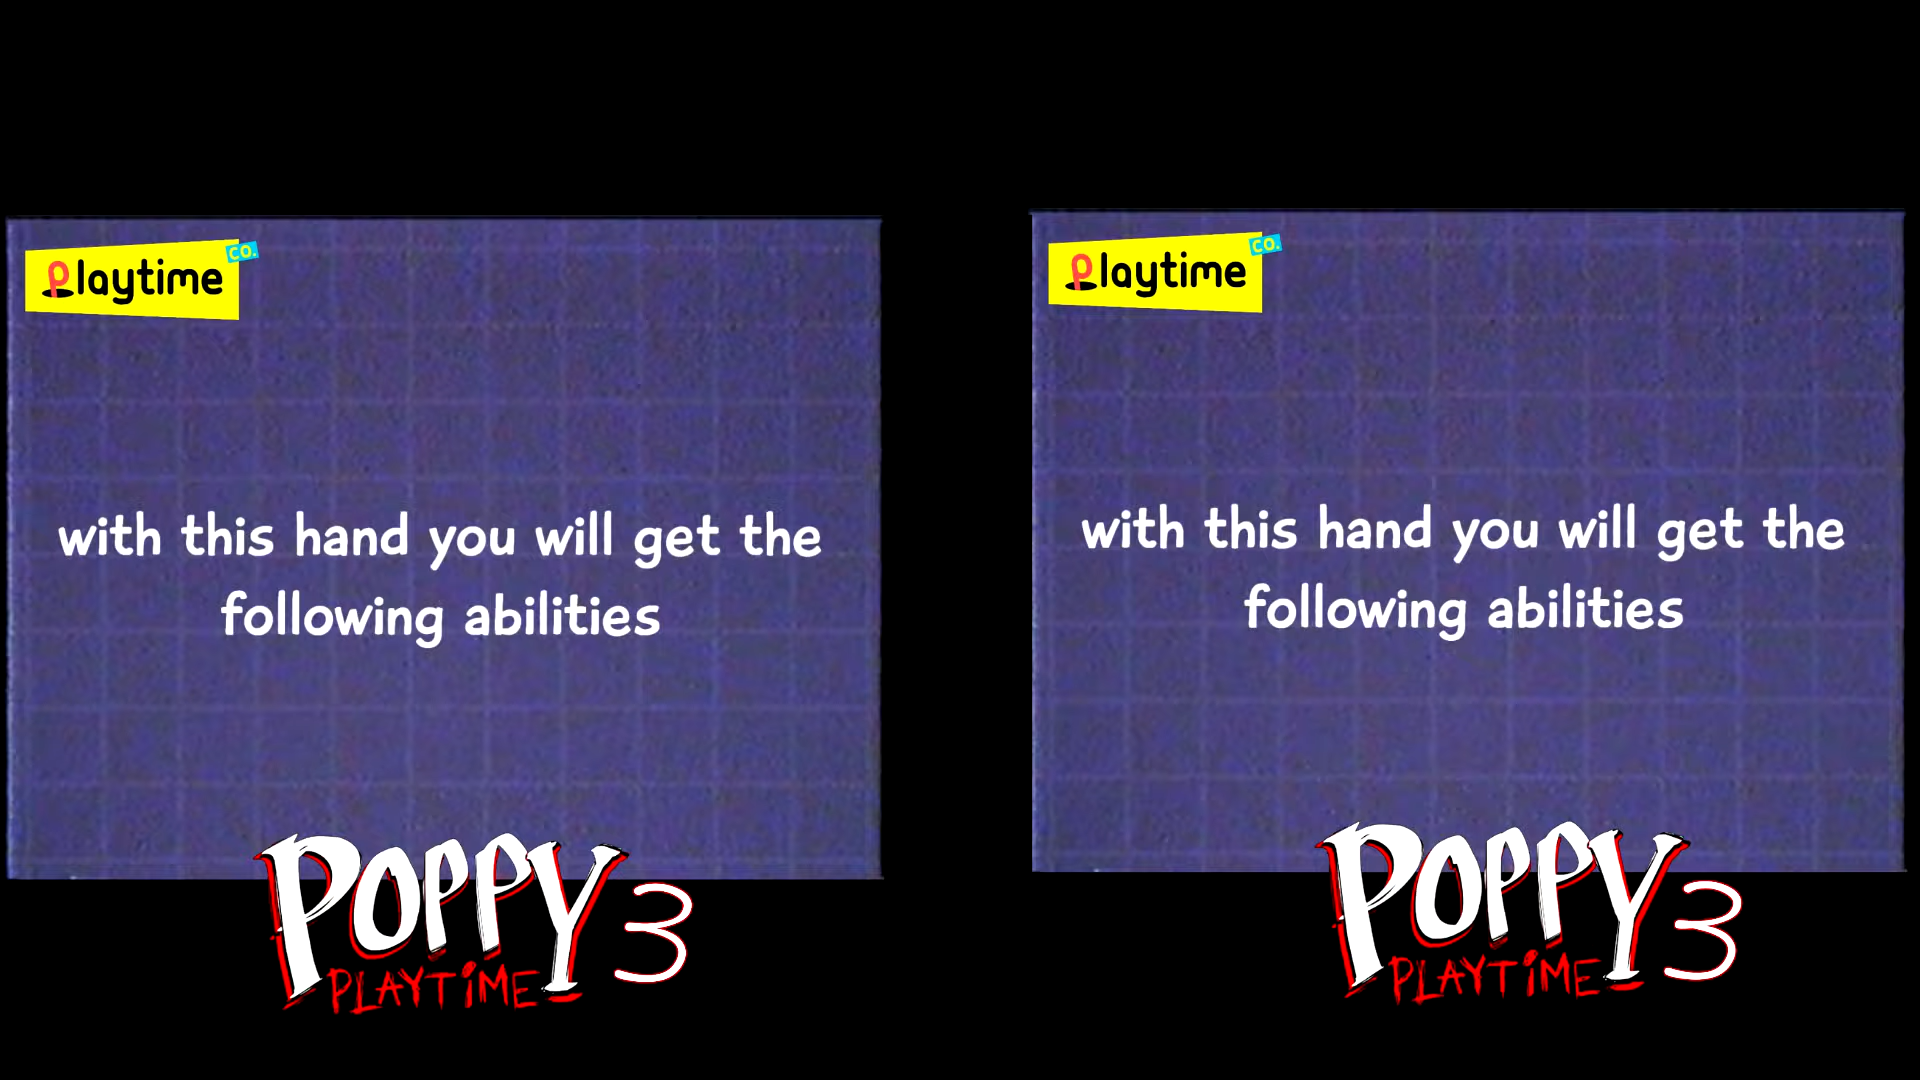 Playtime CO.
with this hand you will get the
following abilities
POPPY 3
PLAYTIME
Playtime CO.
with this hand you will get the
following abilities
POPPY 3
PLAYTIME